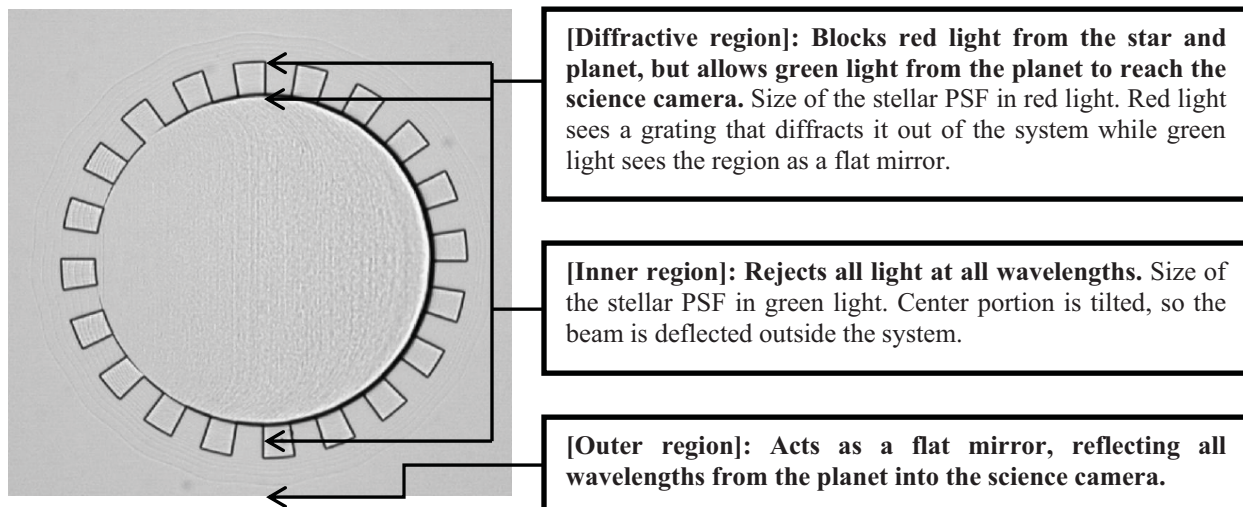 [Diffractive region]: Blocks red light from the star and
planet, but allows green light from the planet to reach the
science camera. Size of the stellar PSF in red light. Red light
sees a grating that diffracts it out of the system while green
light sees the region as a flat mirror.
[Inner region]: Rejects all light at all wavelengths. Size of
the stellar PSF in green light. Center portion is tilted, so the
beam is deflected outside the system.
[Outer region]: Acts as a flat mirror, reflecting all
wavelengths from the planet into the science camera.